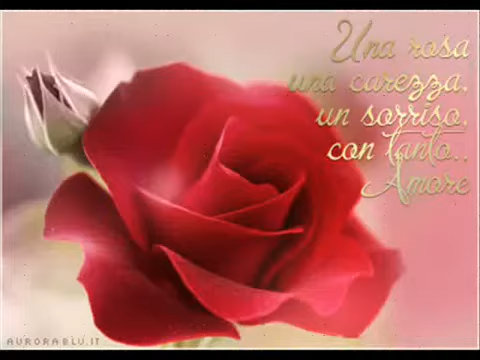 Una rosa
una carezza,
un sorriso,
con tanto..
Amore
AURORABLU.IT